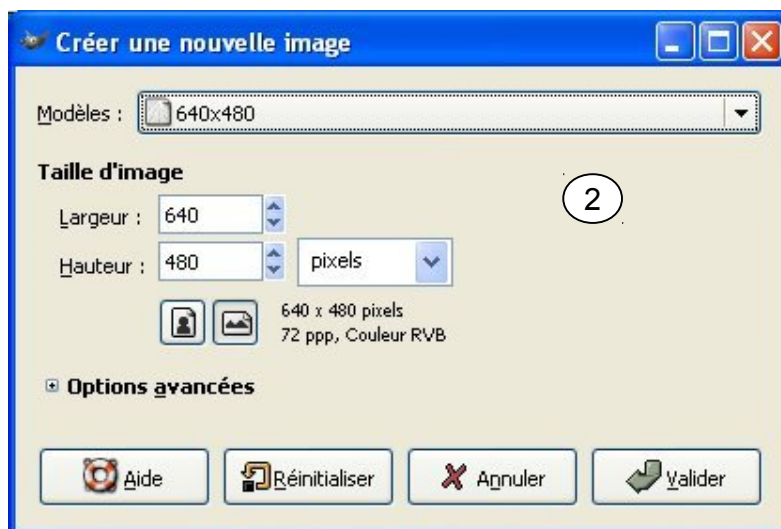 Créer une nouvelle image
Modèles : 640x480
Taille d'image
2
Largeur : 640
Hauteur : 480 pixels
640 x 480 pixels
72 ppp, Couleur RVB
Options avancées
Aide Réinitialiser Annuler Valider